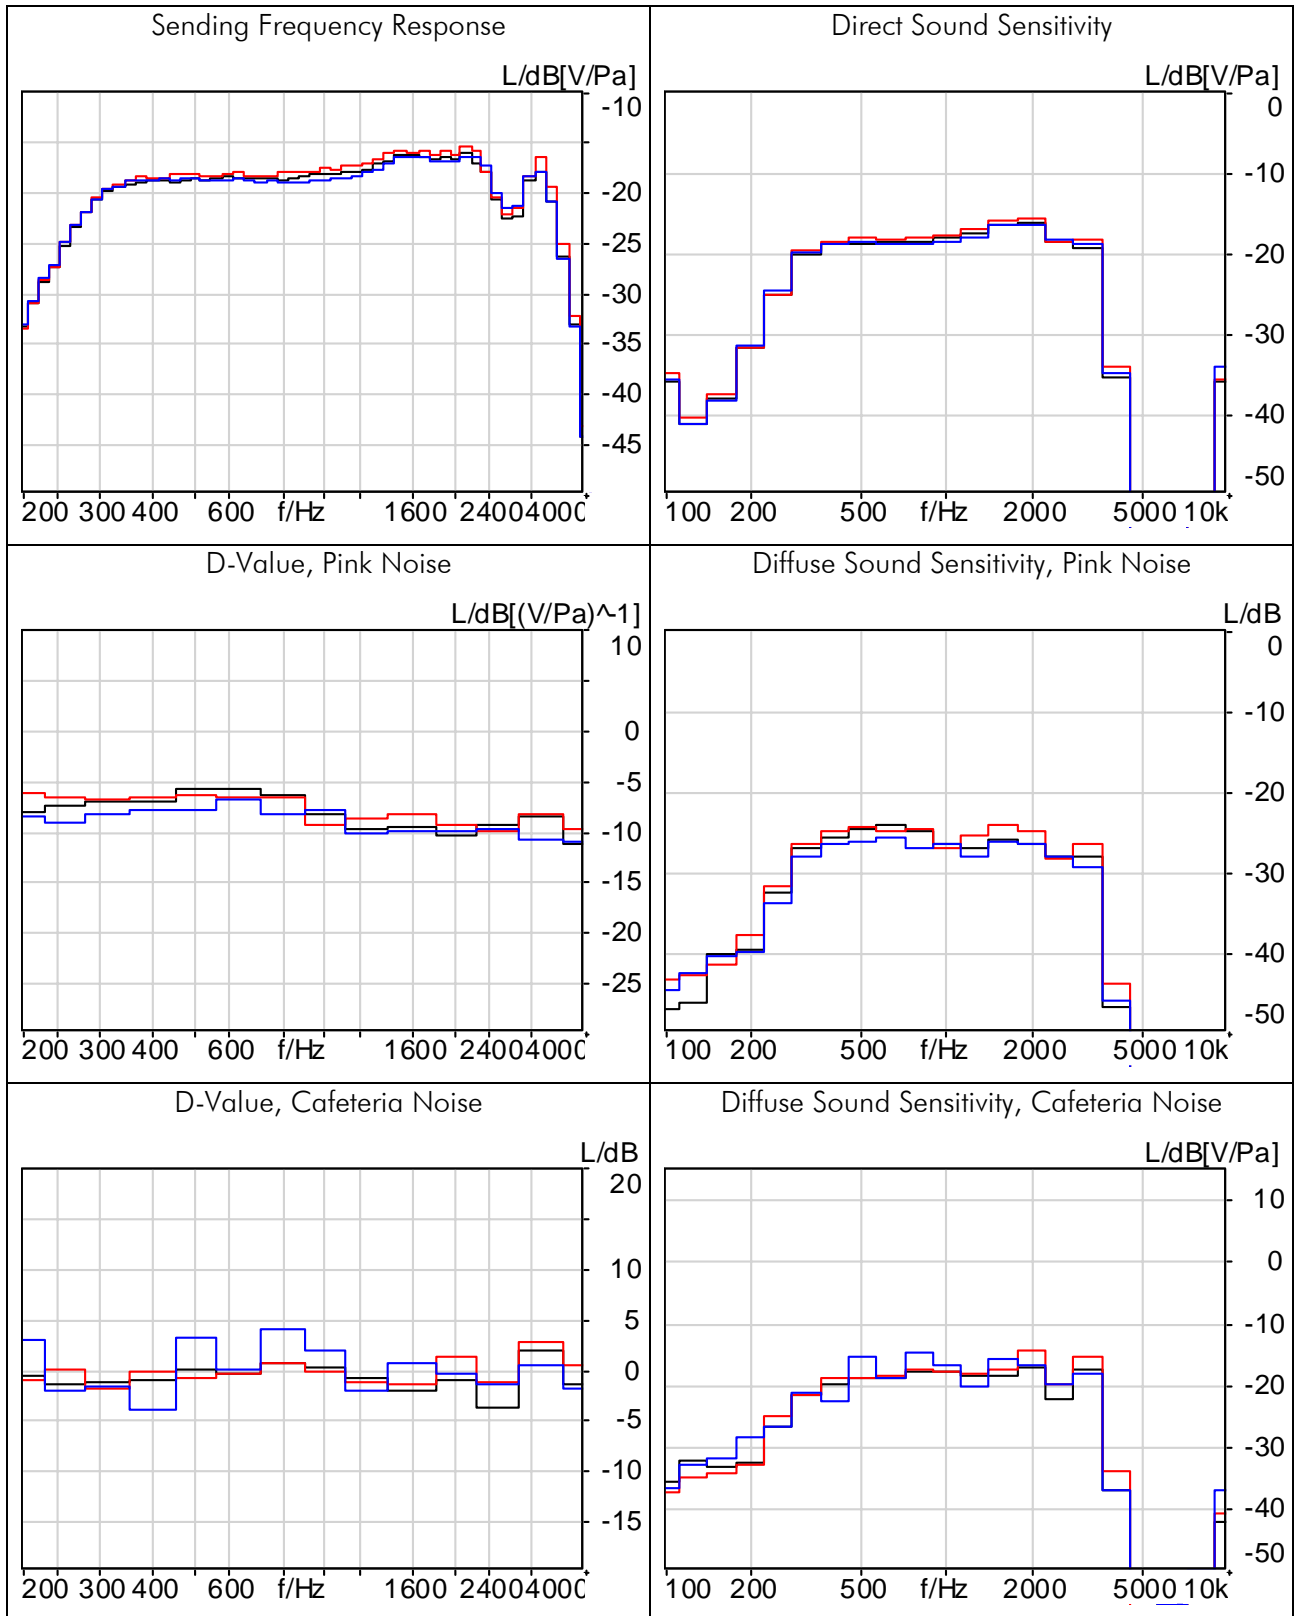 Sending Frequency Response
L/dB[V/Pa]
-10
-20
-25
-30
-35
-40
-45
200 300 400 600 f/Hz 1600 2400 4000
Direct Sound Sensitivity
L/dB[V/Pa]
0
-10
-20
-30
-40
-50
100 200 500 f/Hz 2000 5000 10k
D-Value, Pink Noise
L/dB[(V/Pa)^-1]
10
0
-5
-10
-15
-20
-25
200 300 400 600 f/Hz 1600 2400 4000
Diffuse Sound Sensitivity, Pink Noise
L/dB
0
-10
-20
-30
-40
-50
100 200 500 f/Hz 2000 5000 10k
D-Value, Cafeteria Noise
L/dB
20
10
5
0
-5
-10
-15
200 300 400 600 f/Hz 1600 2400 4000
Diffuse Sound Sensitivity, Cafeteria Noise
L/dB[V/Pa]
10
0
-10
-20
-30
-40
-50
100 200 500 f/Hz 2000 5000 10k